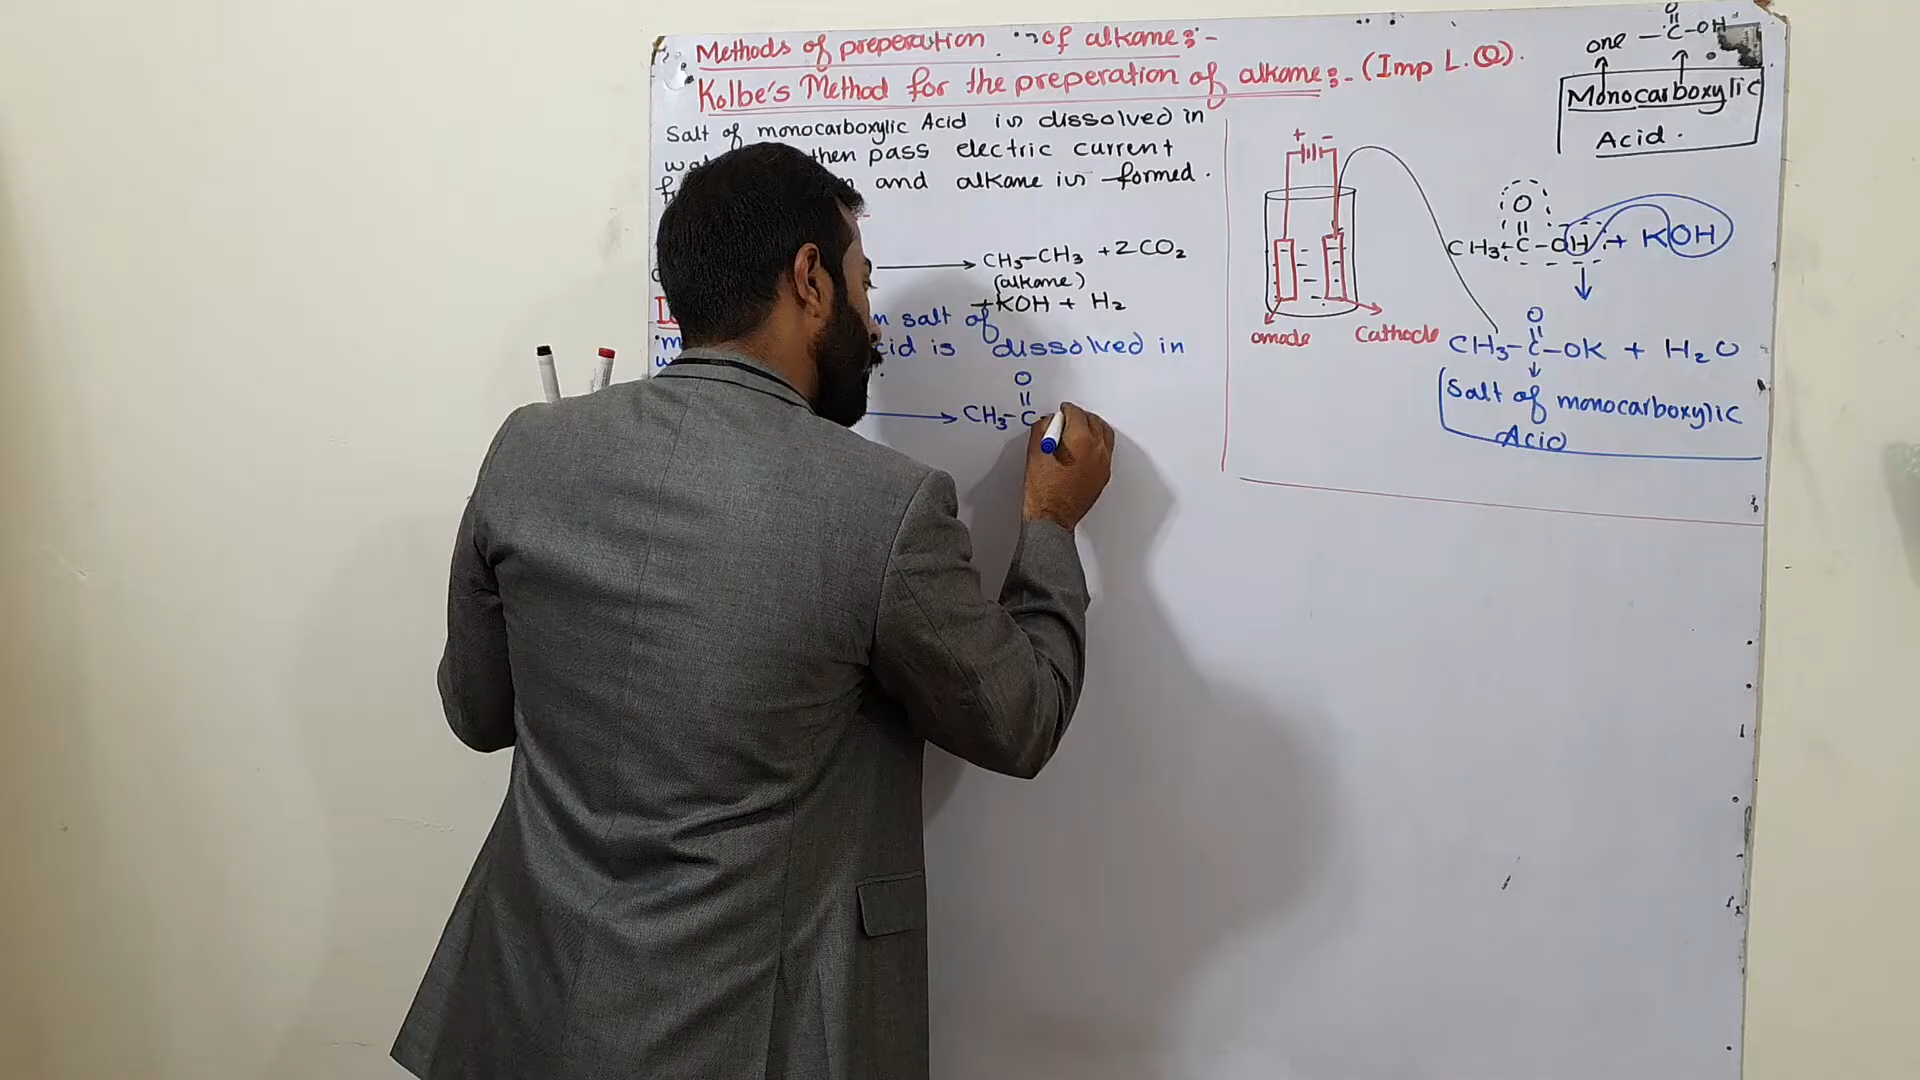 Methods of preperation of alkane:-
Kolbe's Method for the preperation of alkane:- (Imp L.Q).
Salt of monocarboxylic Acid is dissolved in
then pass electric current
and alkane is formed.
CH3-CH3 + 2CO2
(alkane)
+KOH + H2
salt of
is dissolved in
O
||
CH3-C
+ -
anode
Cathode
O
||
one -C-OH
Monocarboxylic
Acid.
O
||
CH3-C-OH + KOH
O
||
CH3-C-OK + H2O
Salt of monocarboxylic
Acid